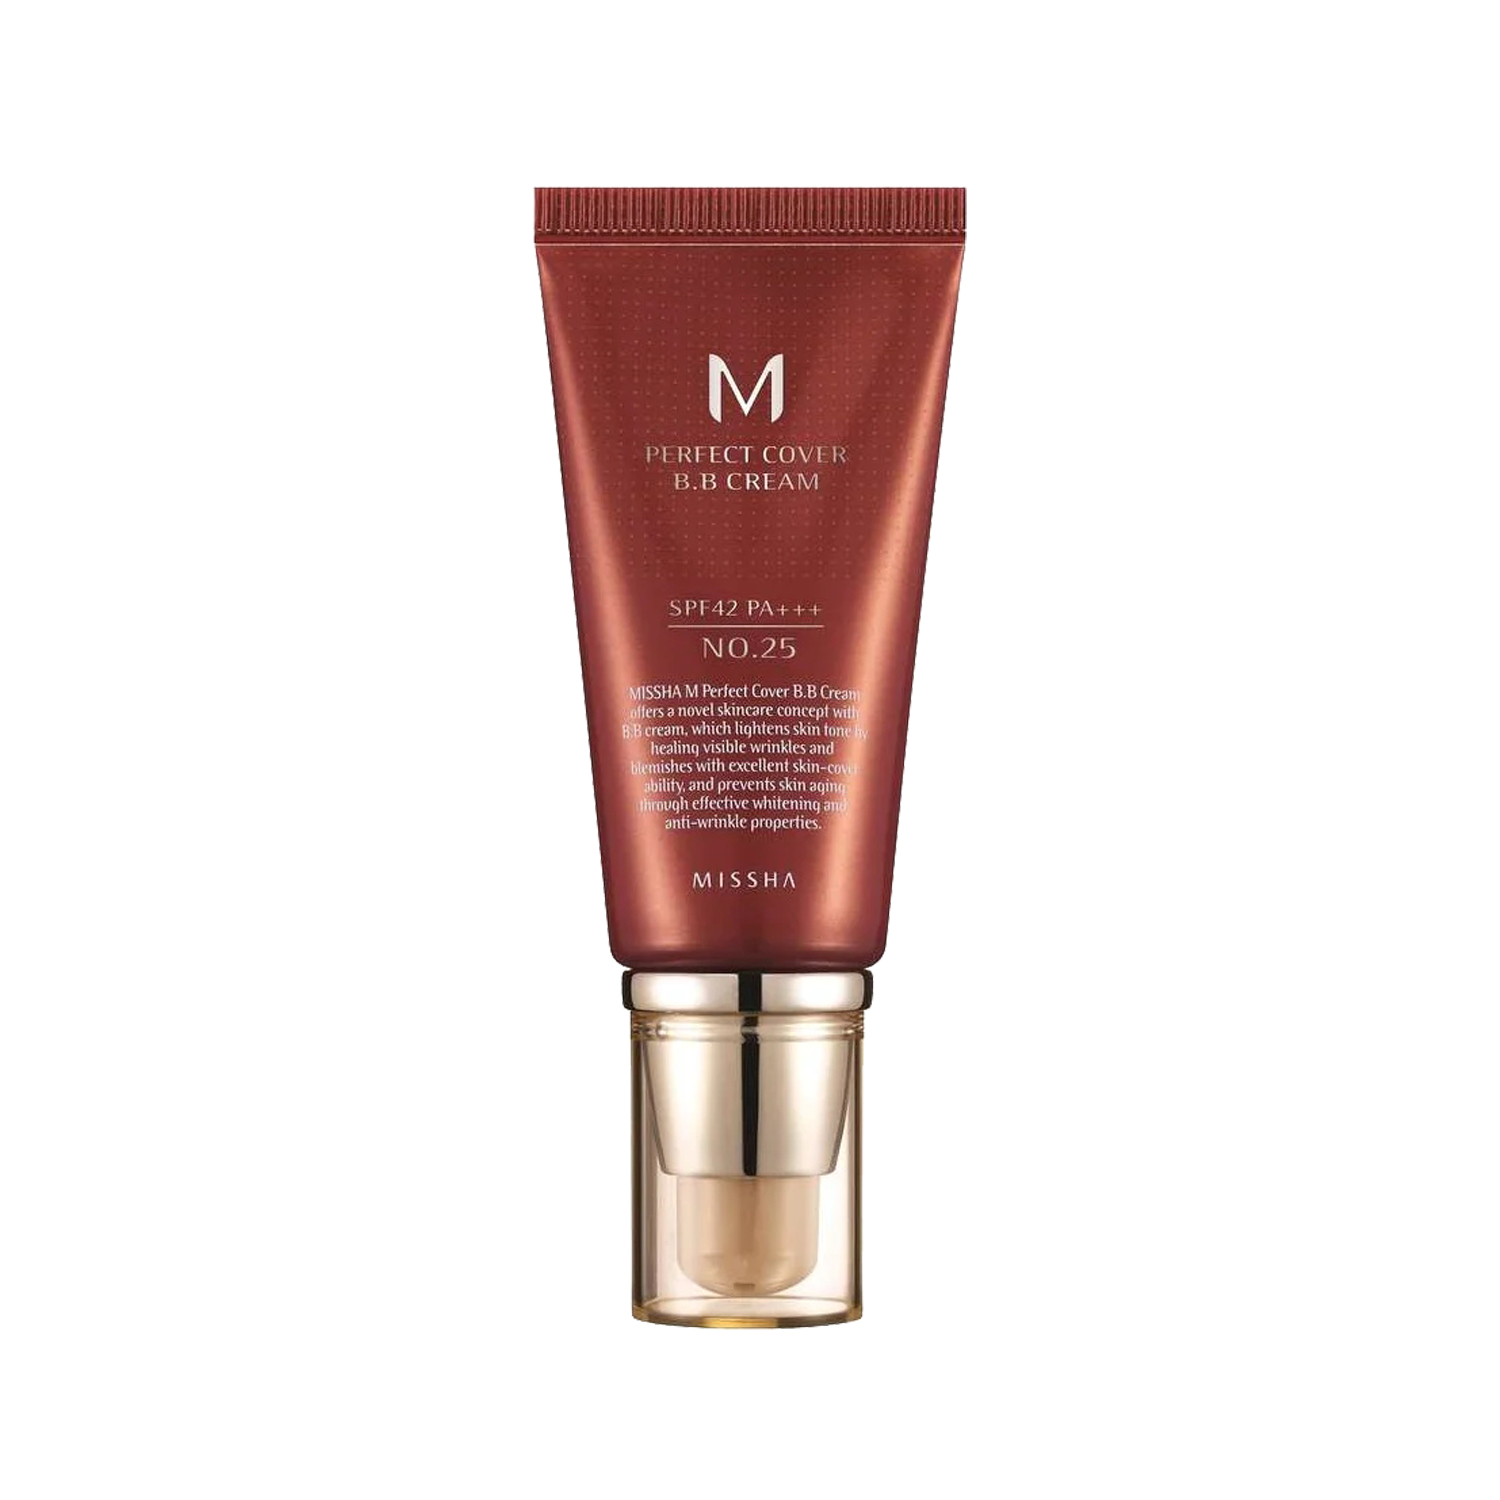 M
PERFECT COVER
B.B CREAM
SPF42 PA+++
NO.25
MISSHA M Perfect Cover B.B Cream
offers a novel skincare concept with
B.B cream, which lightens skin tone by
healing visible wrinkles and
blemishes with excellent skin-cover
ability, and prevents skin aging
through effective whitening and
anti-wrinkle properties.
MISSHA